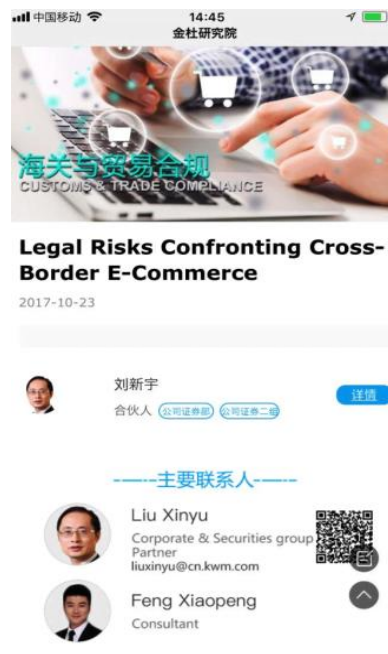 中国移动
14:45
金杜研究院
海关与贸易合规
CUSTOMS & TRADE COMPLIANCE
Legal Risks Confronting Cross-
Border E-Commerce
2017-10-23
刘新宇
合伙人 公司证券部 公司证券二组
详情
-----主要联系人-----
Liu Xinyu
Corporate & Securities group
Partner
liuxinyu@cn.kwm.com
Feng Xiaopeng
Consultant